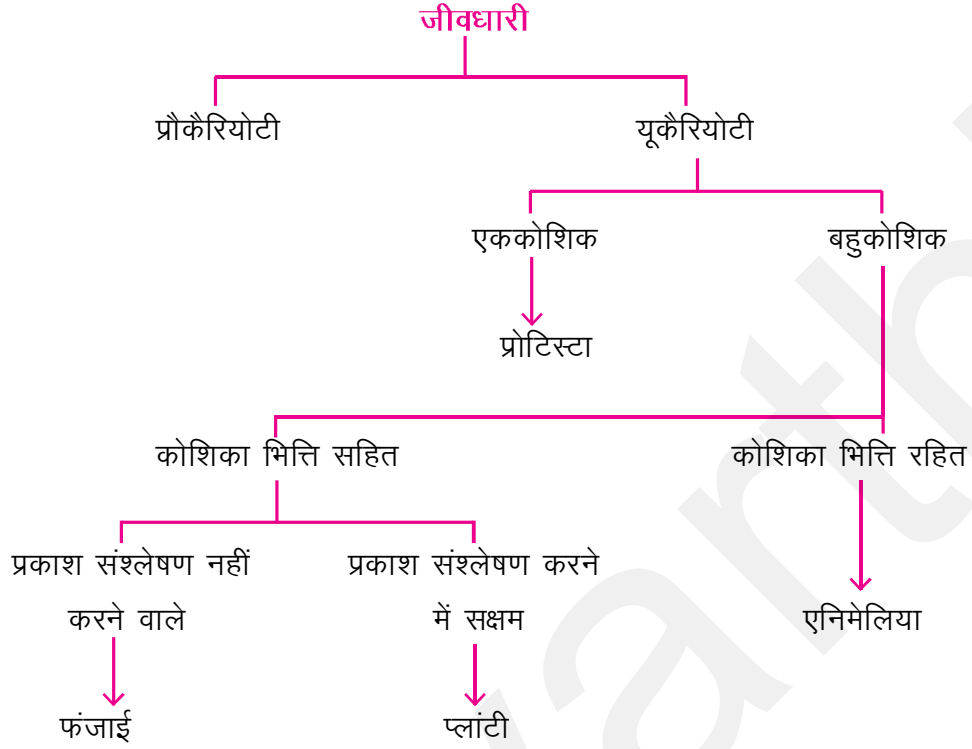 जीवधारी
प्रौकैरियोटी
यूकैरियोटी
एककोशिक
बहुकोशिक
प्रोटिस्टा
कोशिका भित्ति सहित
कोशिका भित्ति रहित
प्रकाश संश्लेषण नहीं
करने वाले
प्रकाश संश्लेषण करने
में सक्षम
एनिमेलिया
फंजाई
प्लांटी